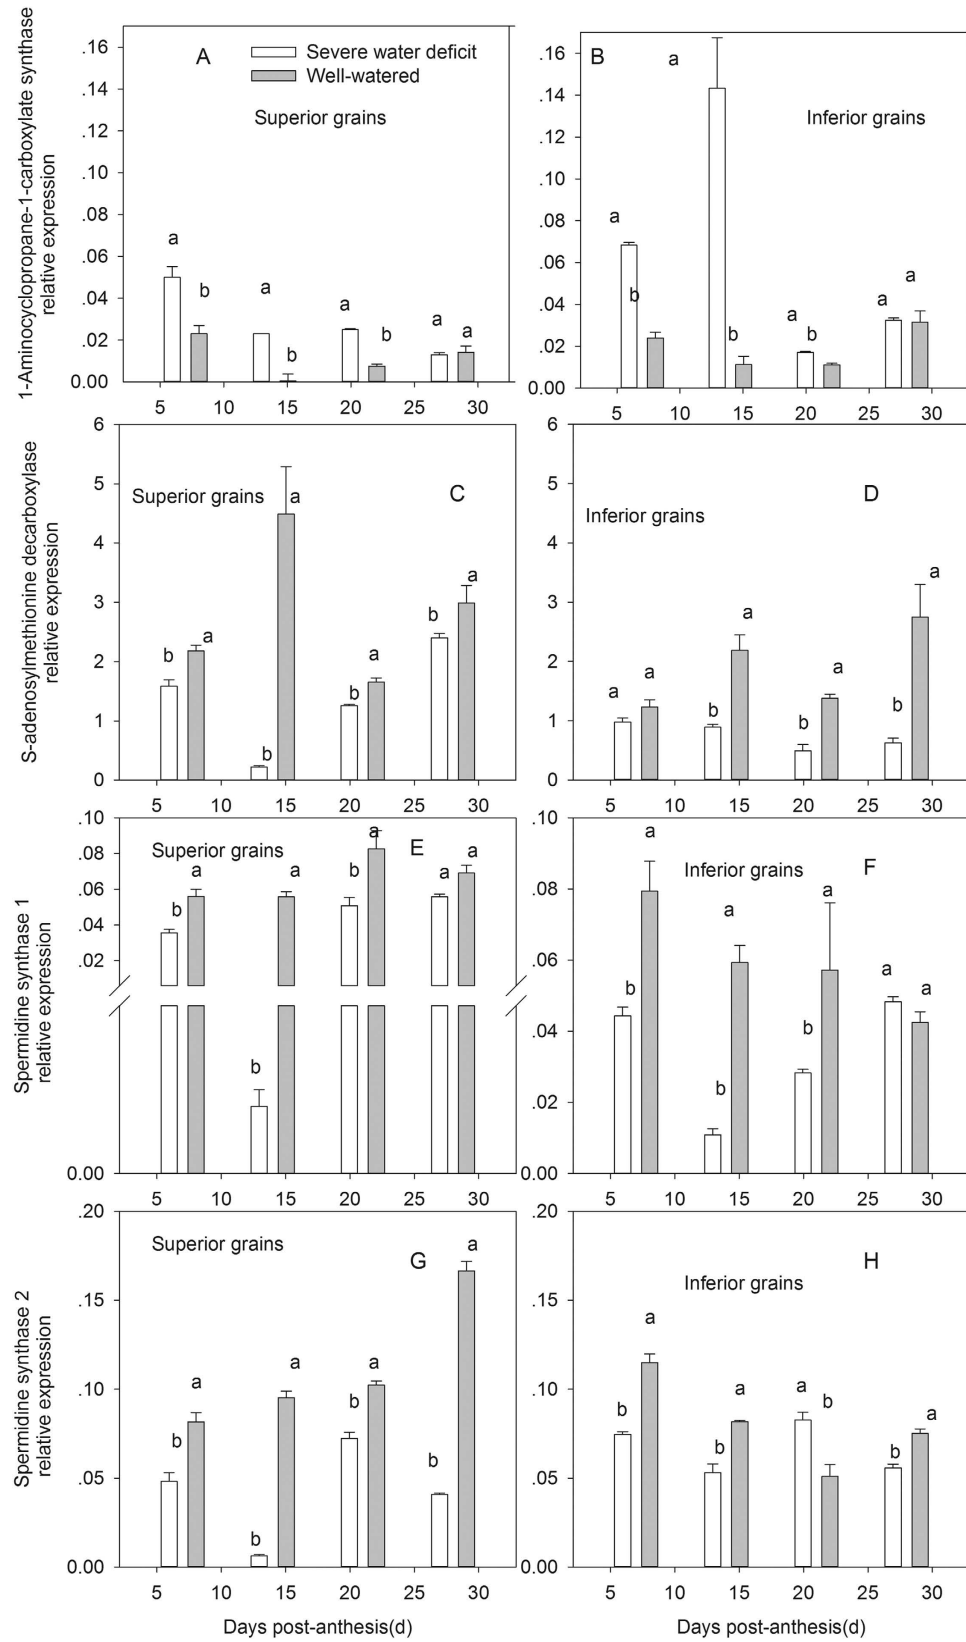 1-Aminocyclopropane-1-carboxylate synthase
relative expression
.16
.14
.12
.10
.08
.06
.04
.02
0.00
A
Severe water deficit
Well-watered
Superior grains
a
b
a
b
a
b
a
a
5
10
15
20
25
30
.16
.14
.12
.10
.08
.06
.04
.02
0.00
B
Inferior grains
a
b
a
b
a
b
a
a
5
10
15
20
25
30
S-adenosylmethionine decarboxylase
relative expression
6
5
4
3
2
1
0
Superior grains
C
b
a
b
a
b
a
b
a
5
10
15
20
25
30
6
5
4
3
2
1
0
Inferior grains
D
a
a
b
a
b
a
b
a
5
10
15
20
25
30
Spermidine synthase 1
relative expression
.10
.08
.06
.04
.02
0.00
Superior grains
E
b
a
b
a
b
a
a
a
5
10
15
20
25
30
.10
.08
.06
.04
.02
0.00
Inferior grains
F
b
a
b
a
b
a
a
a
5
10
15
20
25
30
Spermidine synthase 2
relative expression
.20
.15
.10
.05
0.00
Superior grains
G
b
a
b
a
b
a
b
a
5
10
15
20
25
30
Days post-anthesis(d)
.20
.15
.10
.05
0.00
Inferior grains
H
b
a
b
a
a
b
b
a
5
10
15
20
25
30
Days post-anthesis(d)